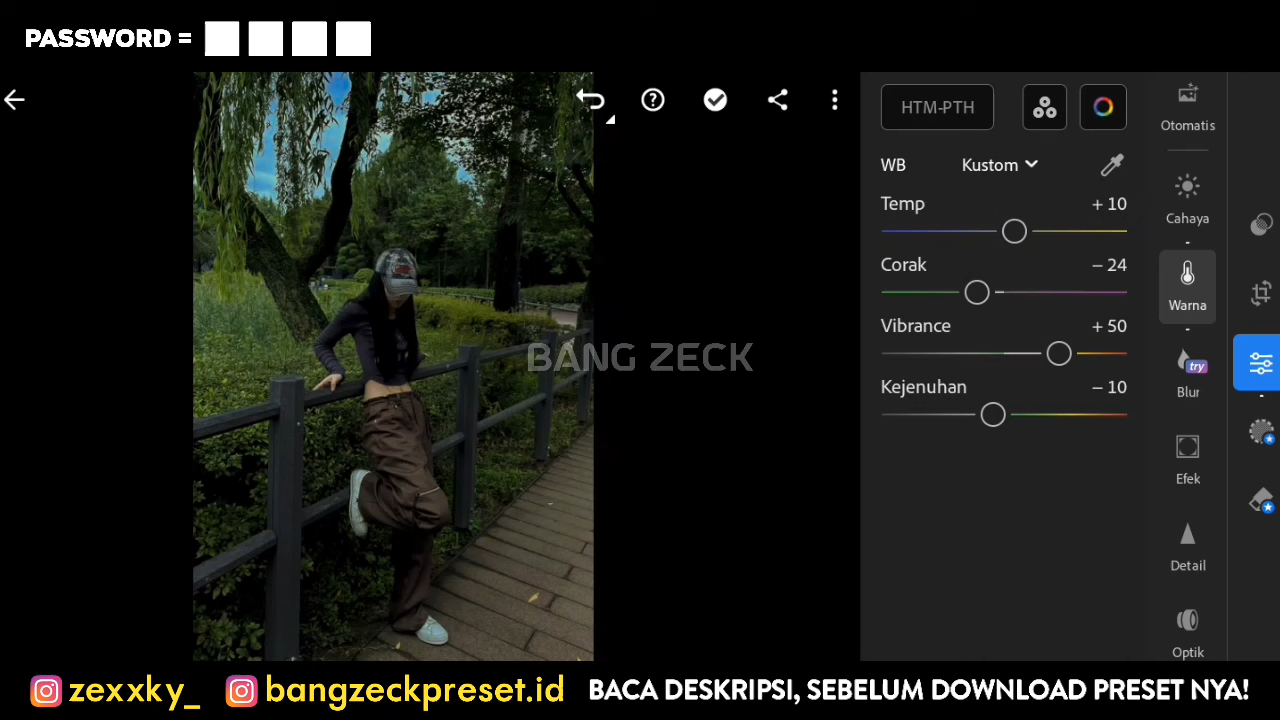 PASSWORD =
HTM-PTH
Otomatis
WB Kustom
Temp + 10
Cahaya
Corak − 24
Warna
Vibrance + 50
BANG ZECK
try
Blur
Kejenuhan − 10
Efek
Detail
Optik
zexxky_ bangzeckpreset.id BACA DESKRIPSI, SEBELUM DOWNLOAD PRESET NYA!